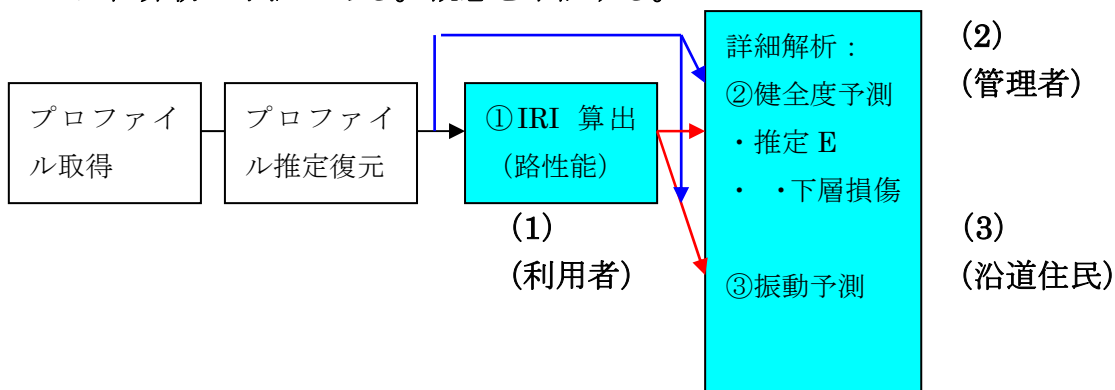 プロファイ
ル取得
プロファイ
ル推定復元
①IRI 算出
（路性能）
(1)
(利用者)
詳細解析：
②健全度予測
・推定 E
・ ・下層損傷
③振動予測
(2)
(管理者)
(3)
(沿道住民)